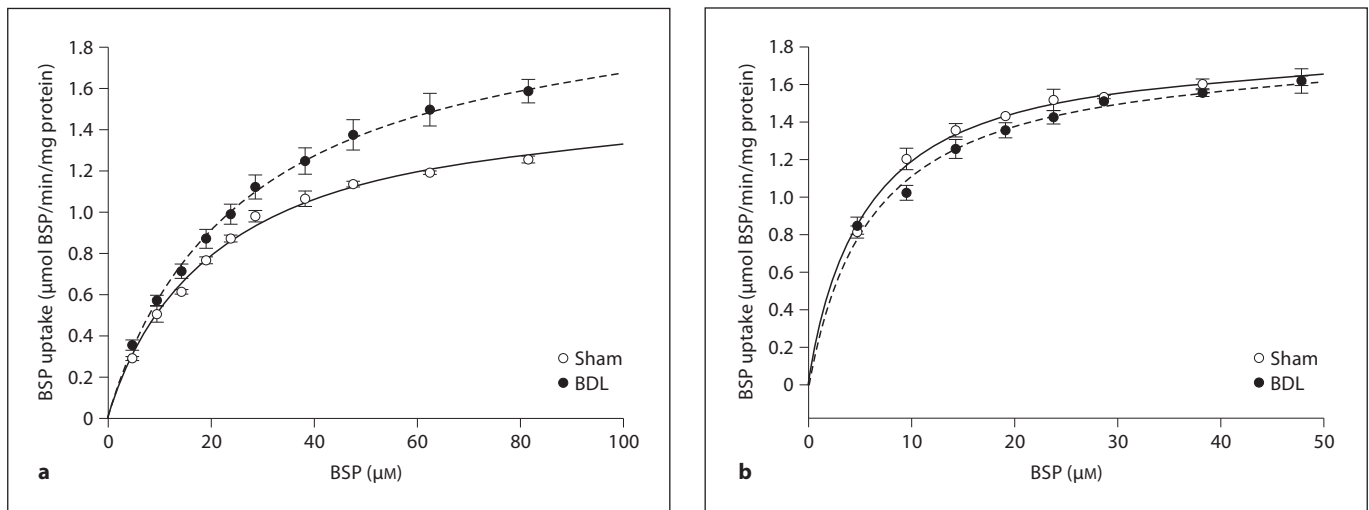 1.8
1.6
1.4
1.2
1.0
0.8
0.6
0.4
0.2
0
BSP uptake (μmol BSP/min/mg protein)
Sham
BDL
0 20 40 60 80 100
BSP (μM)
a
1.8
1.6
1.4
1.2
1.0
0.8
0.6
0.4
0.2
0
BSP uptake (μmol BSP/min/mg protein)
Sham
BDL
0 10 20 30 40 50
BSP (μM)
b